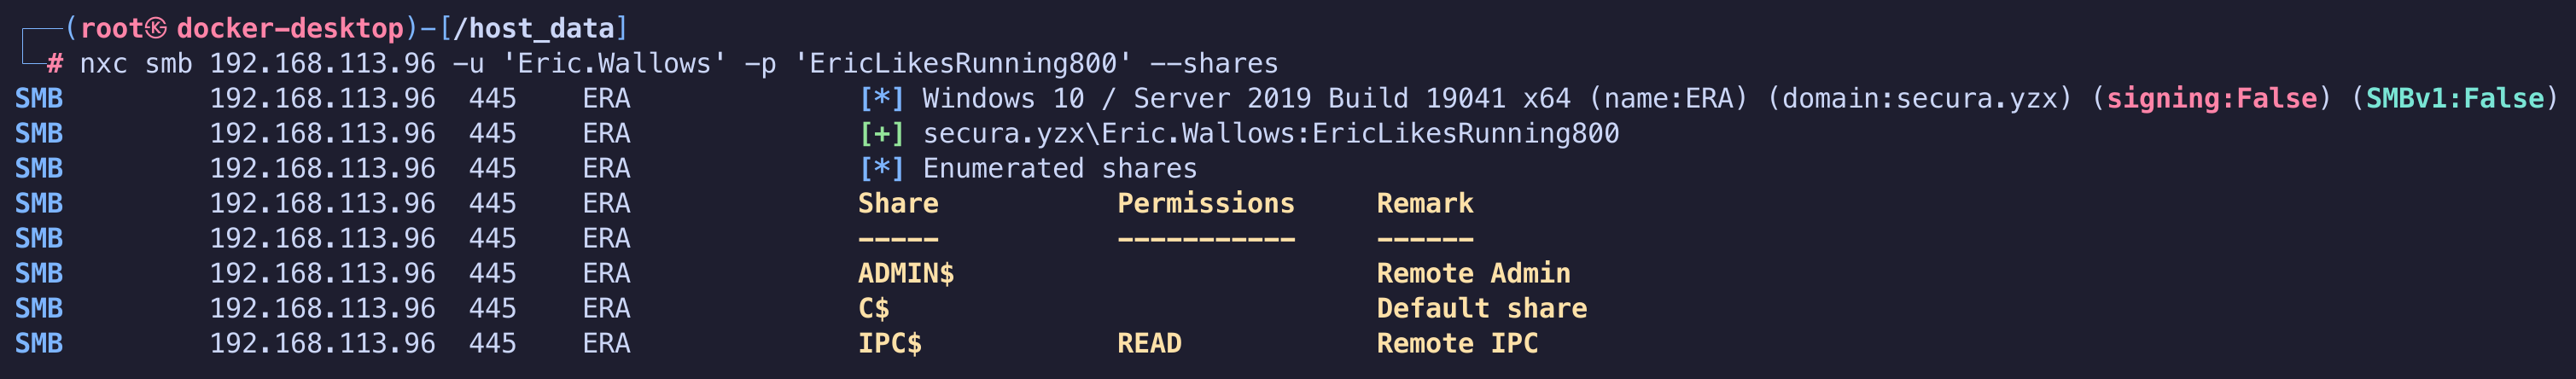 ┌──(root㉿docker-desktop)-[/host_data]
└─# nxc smb 192.168.113.96 -u 'Eric.Wallows' -p 'EricLikesRunning800' --shares
SMB         192.168.113.96  445    ERA              [*] Windows 10 / Server 2019 Build 19041 x64 (name:ERA) (domain:secura.yzx) (signing:False) (SMBv1:False)
SMB         192.168.113.96  445    ERA              [+] secura.yzx\Eric.Wallows:EricLikesRunning800
SMB         192.168.113.96  445    ERA              [*] Enumerated shares
SMB         192.168.113.96  445    ERA              Share           Permissions     Remark
SMB         192.168.113.96  445    ERA              -----           -----------     ------
SMB         192.168.113.96  445    ERA              ADMIN$                          Remote Admin
SMB         192.168.113.96  445    ERA              C$                              Default share
SMB         192.168.113.96  445    ERA              IPC$            READ            Remote IPC